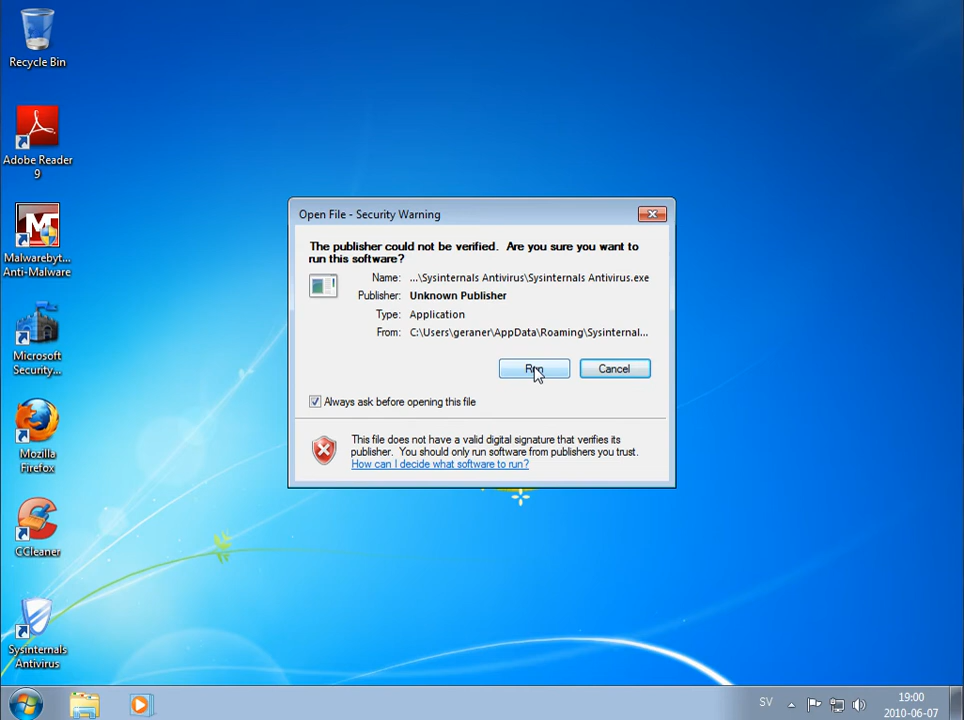 Recycle Bin
Adobe Reader
9
Malwarebyt...
Anti-Malware
Microsoft
Security...
Mozilla
Firefox
CCleaner
Sysinternals
Antivirus
Open File - Security Warning
The publisher could not be verified. Are you sure you want to
run this software?
Name: ...\Sysinternals Antivirus\Sysinternals Antivirus.exe
Publisher: Unknown Publisher
Type: Application
From: C:\Users\geraner\AppData\Roaming\Sysinternal...
Run Cancel
Always ask before opening this file
This file does not have a valid digital signature that verifies its
publisher. You should only run software from publishers you trust.
How can I decide what software to run?
SV
19:00
2010-06-07